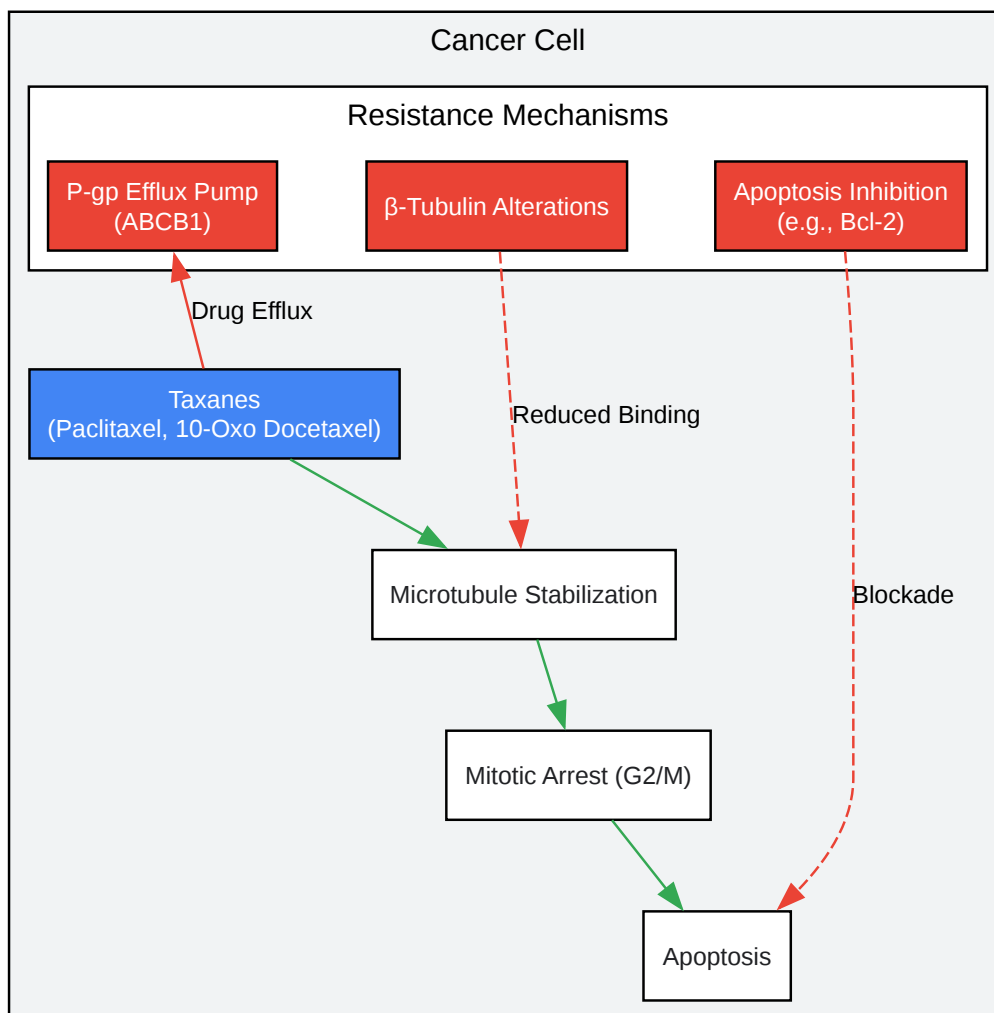 Cancer Cell
Resistance Mechanisms
P-gp Efflux Pump
(ABCB1)
β-Tubulin Alterations
Apoptosis Inhibition
(e.g., Bcl-2)
Drug Efflux
Taxanes
(Paclitaxel, 10-Oxo Docetaxel)
Reduced Binding
Microtubule Stabilization
Blockade
Mitotic Arrest (G2/M)
Apoptosis